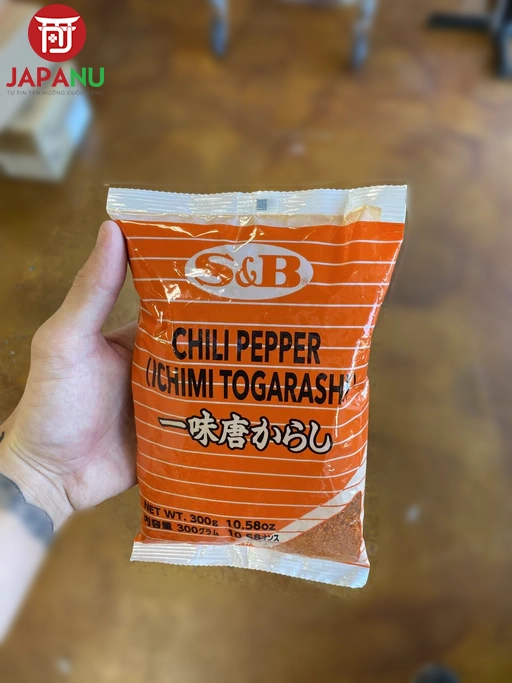 JAPANU
S&B
CHILI PEPPER
(ICHIMI TOGARASHI)
一味唐からし
NET WT. 300g 10.58oz
内容量 300グラム 10.58オンス